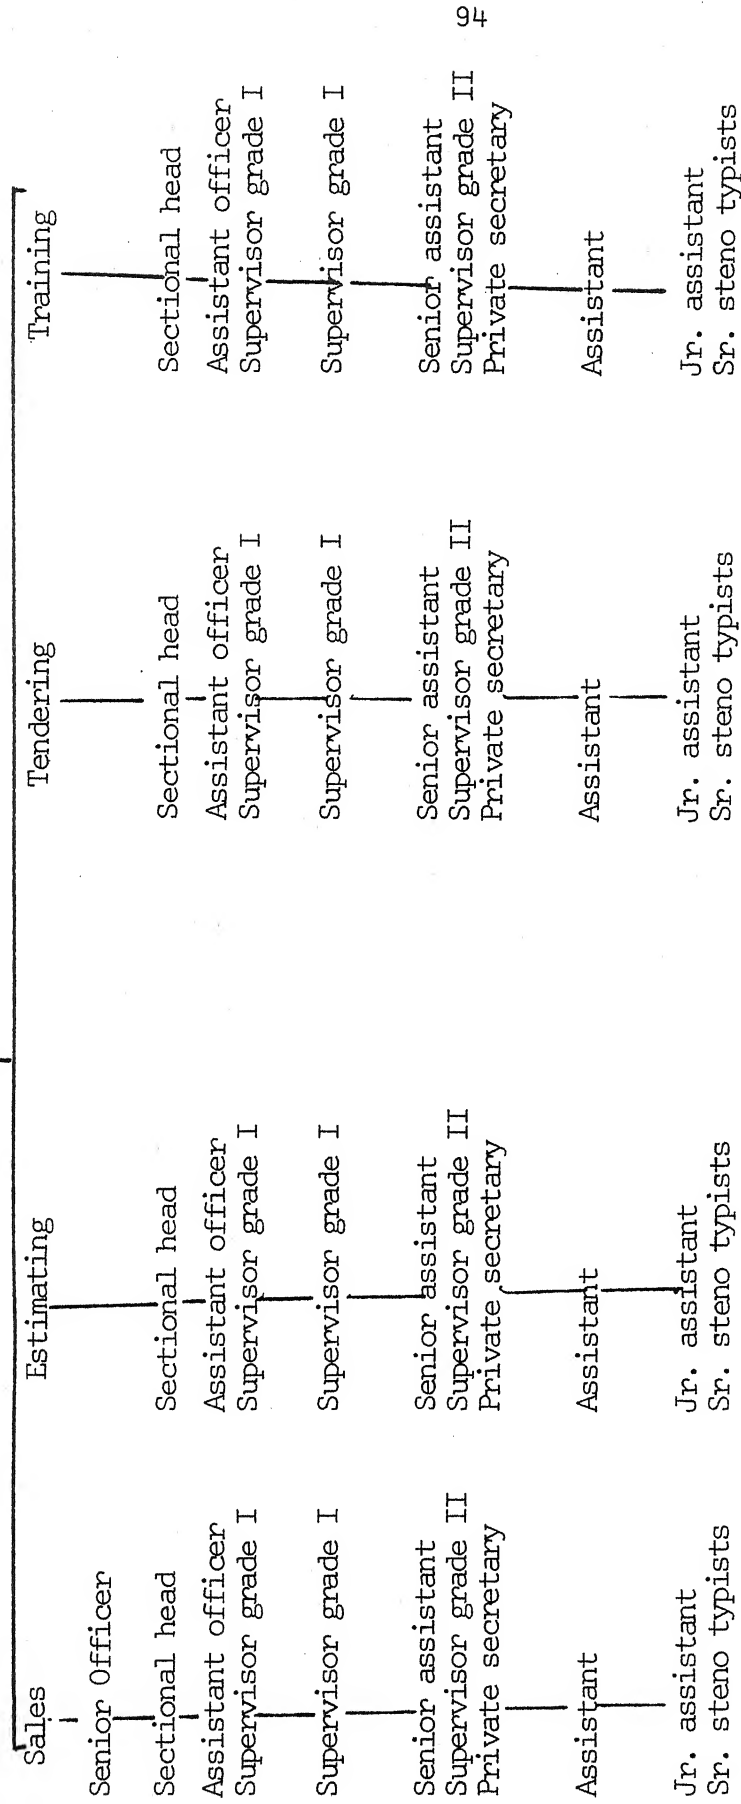 94
Sales
Senior Officer
Sectional head
Assistant officer
Supervisor grade I
Supervisor grade I
Senior assistant
Supervisor grade II
Private secretary
Assistant
Jr. assistant
Sr. steno typists
Estimating
Sectional head
Assistant officer
Supervisor grade I
Supervisor grade I
Senior assistant
Supervisor grade II
Private secretary
Assistant
Jr. assistant
Sr. steno typists
Tendering
Sectional head
Assistant officer
Supervisor grade I
Supervisor grade I
Senior assistant
Supervisor grade II
Private secretary
Assistant
Jr. assistant
Sr. steno typists
Training
Sectional head
Assistant officer
Supervisor grade I
Supervisor grade I
Senior assistant
Supervisor grade II
Private secretary
Assistant
Jr. assistant
Sr. steno typists